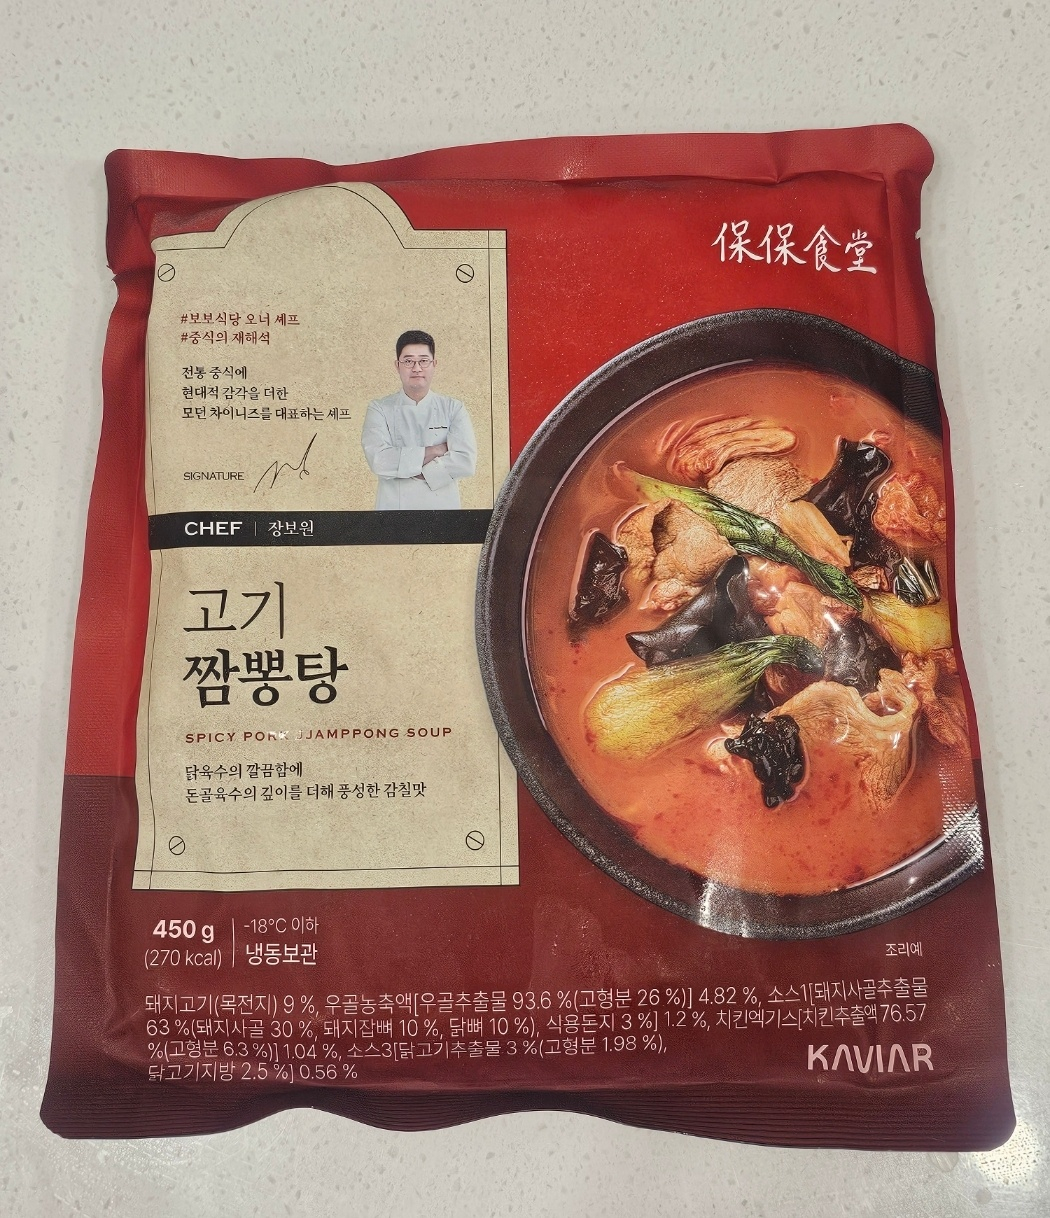 保保食堂
#보보식당 오너 셰프
#중식의 재해석
전통 중식에
현대적 감각을 더한
모던 차이니즈를 대표하는 셰프
SIGNATURE
CHEF | 장보원
고기
짬뽕탕
SPICY PORK JJAMPPONG SOUP
닭육수의 깔끔함에
돈골육수의 깊이를 더해 풍성한 감칠맛
450 g
(270 kcal)
-18°C 이하
냉동보관
조리예
돼지고기(목전지) 9 %, 우골농축액[우골추출물 93.6 %(고형분 26 %)] 4.82 %, 소스1[돼지사골추출물
63 %(돼지사골 30 %, 돼지잡뼈 10 %, 닭뼈 10 %), 식용돈지 3 %] 1.2 %, 치킨엑기스[치킨추출액 76.57
%(고형분 6.3 %)] 1.04 %, 소스3[닭고기추출물 3 %(고형분 1.98 %),
닭고기지방 2.5 %] 0.56 %
KAVIAR